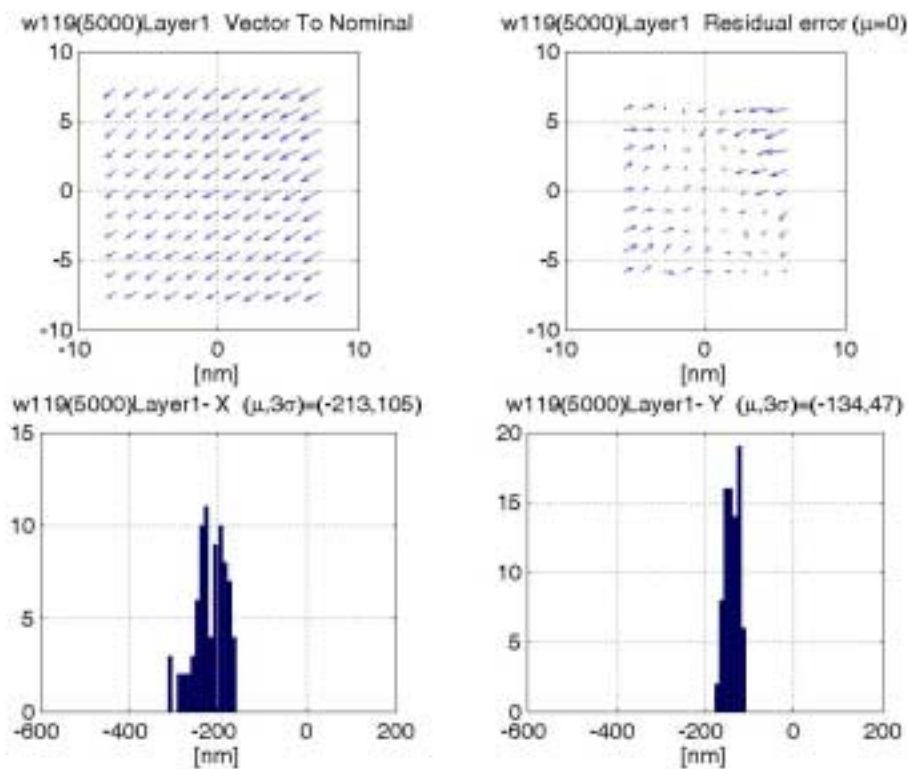 w119(5000)Layer1 Vector To Nominal
10
5
0
-5
-10
-10 0 10
[nm]
w119(5000)Layer1 Residual error (μ=0)
10
5
0
-5
-10
-10 0 10
[nm]
w119(5000)Layer1- X (μ,3σ)=(-213,105)
15
10
5
0
-600 -400 -200 0 200
[nm]
w119(5000)Layer1- Y (μ,3σ)=(-134,47)
20
15
10
5
0
-600 -400 -200 0 200
[nm]